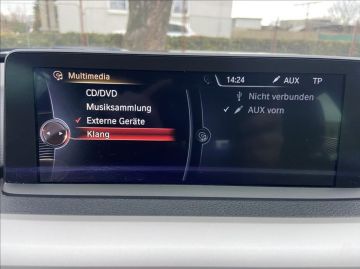 Multimedia
14:24 AUX TP
CD/DVD
Musiksammlung
Externe Geräte
Klang
Nicht verbunden
AUX vorn